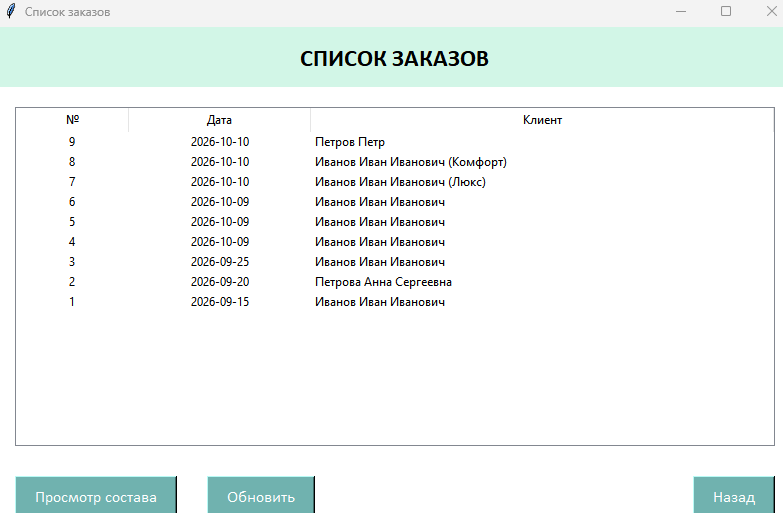 Список заказов
СПИСОК ЗАКАЗОВ
№ Дата Клиент
9 2026-10-10 Петров Петр
8 2026-10-10 Иванов Иван Иванович (Комфорт)
7 2026-10-10 Иванов Иван Иванович (Люкс)
6 2026-10-09 Иванов Иван Иванович
5 2026-10-09 Иванов Иван Иванович
4 2026-10-09 Иванов Иван Иванович
3 2026-09-25 Иванов Иван Иванович
2 2026-09-20 Петрова Анна Сергеевна
1 2026-09-15 Иванов Иван Иванович
Просмотр состава Обновить Назад